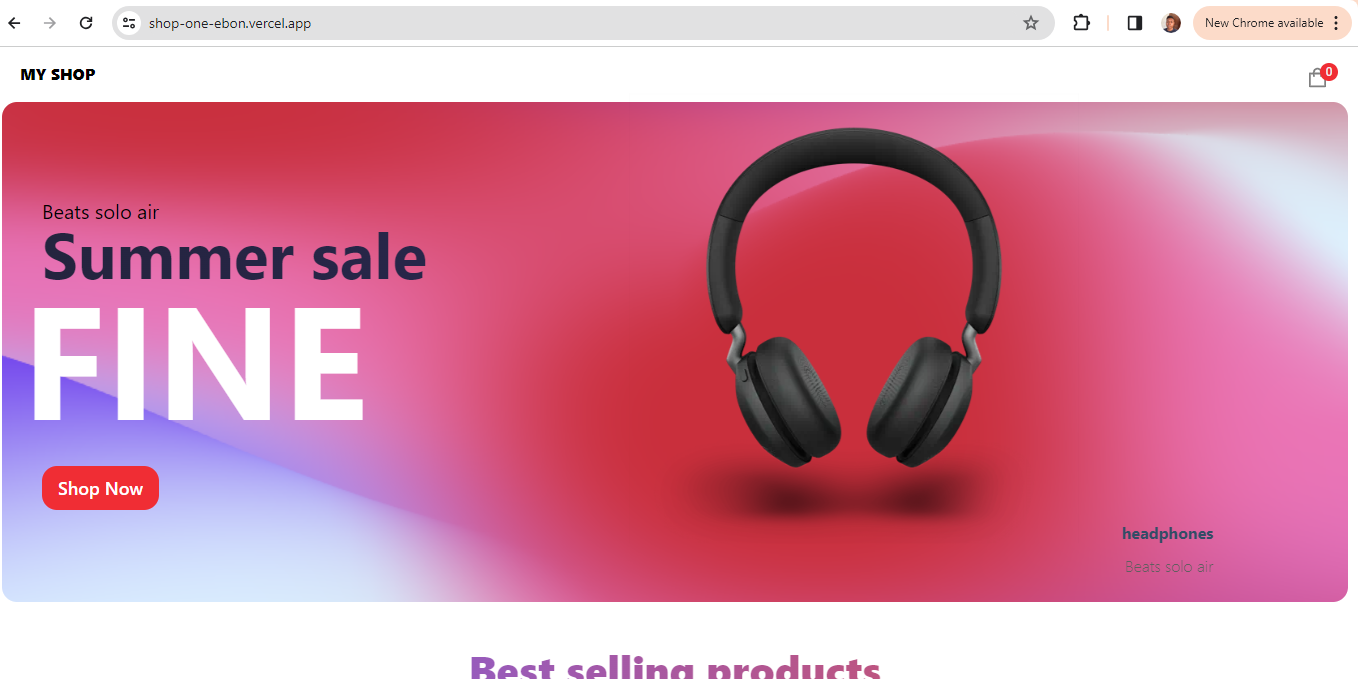 shop-one-ebon.vercel.app
New Chrome available
MY SHOP
0
Beats solo air
Summer sale
FINE
Shop Now
headphones
Beats solo air
Best selling products